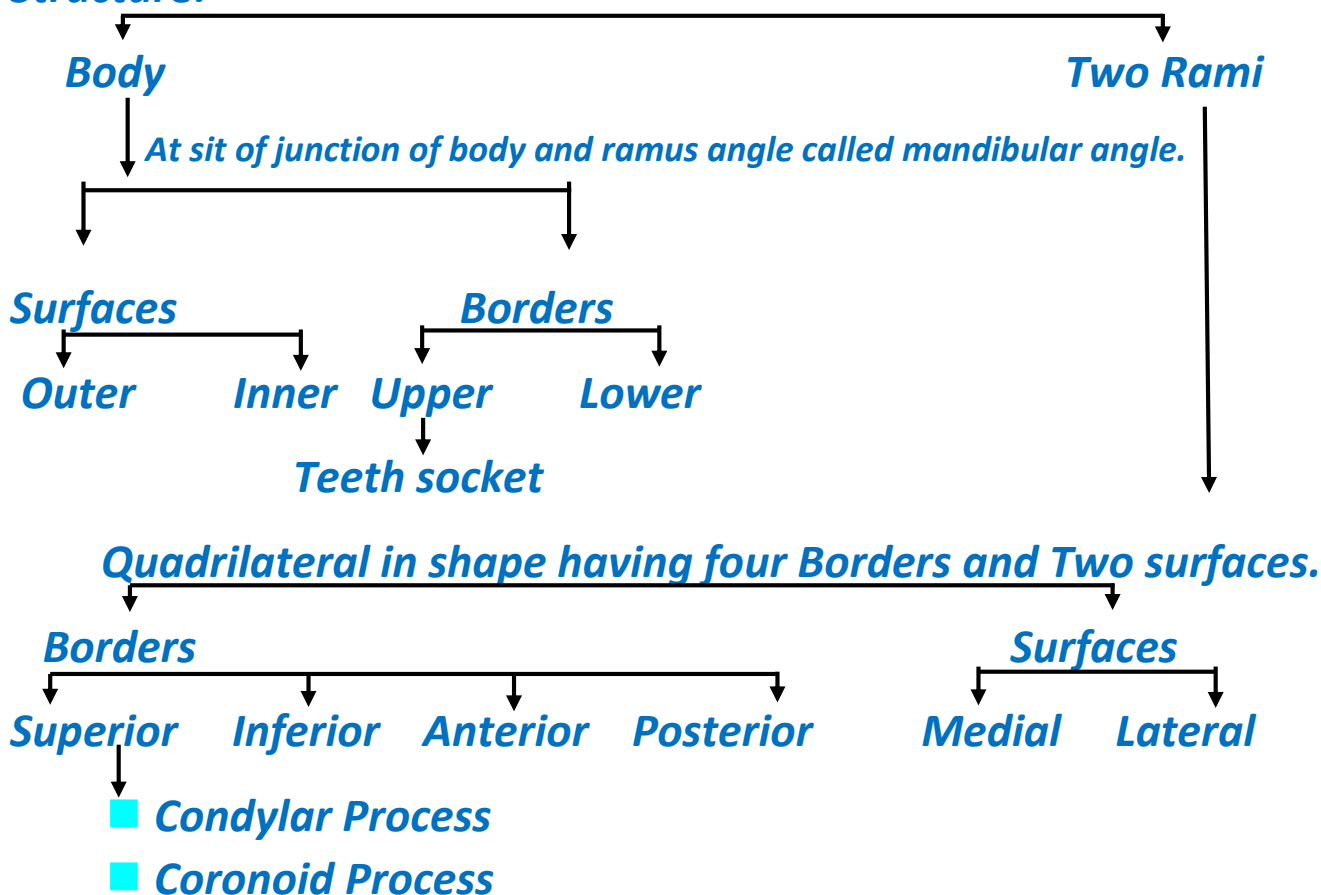 Structure:
Body Two Rami
At sit of junction of body and ramus angle called mandibular angle.
Surfaces Borders
Outer Inner Upper Lower
Teeth socket
Quadrilateral in shape having four Borders and Two surfaces.
Borders Surfaces
Superior Inferior Anterior Posterior Medial Lateral
Condylar Process
Coronoid Process